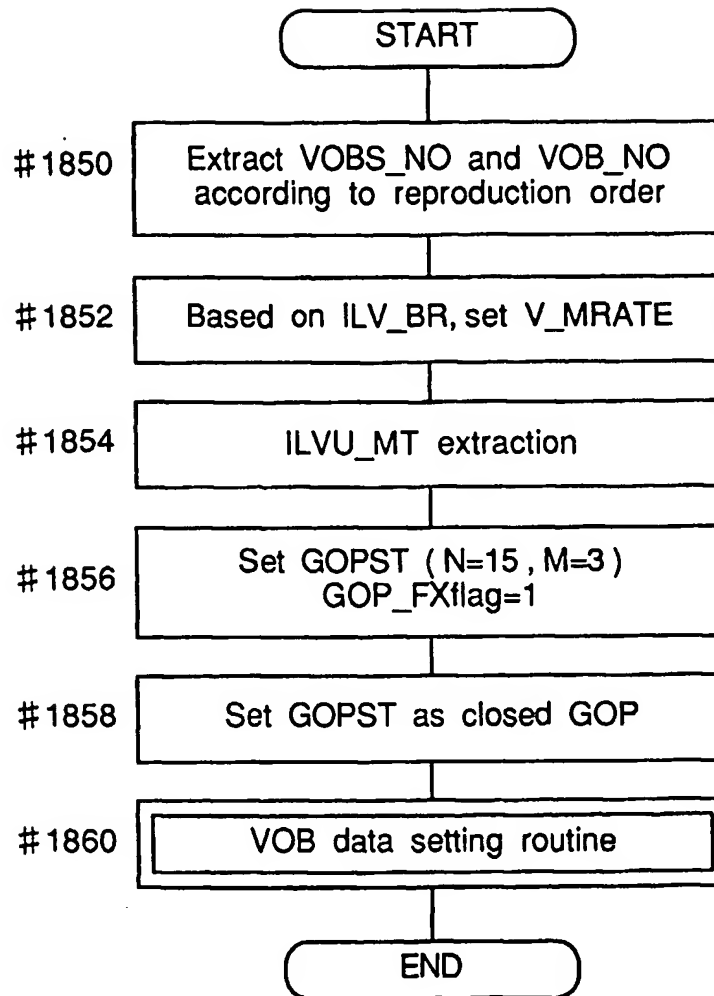 START
#1850
Extract VOBS_NO and VOB_NO
according to reproduction order
#1852
Based on ILV_BR, set V_MRATE
#1854
ILVU_MT extraction
#1856
Set GOPST (N=15, M=3)
GOP_FXflag=1
#1858
Set GOPST as closed GOP
#1860
VOB data setting routine
END